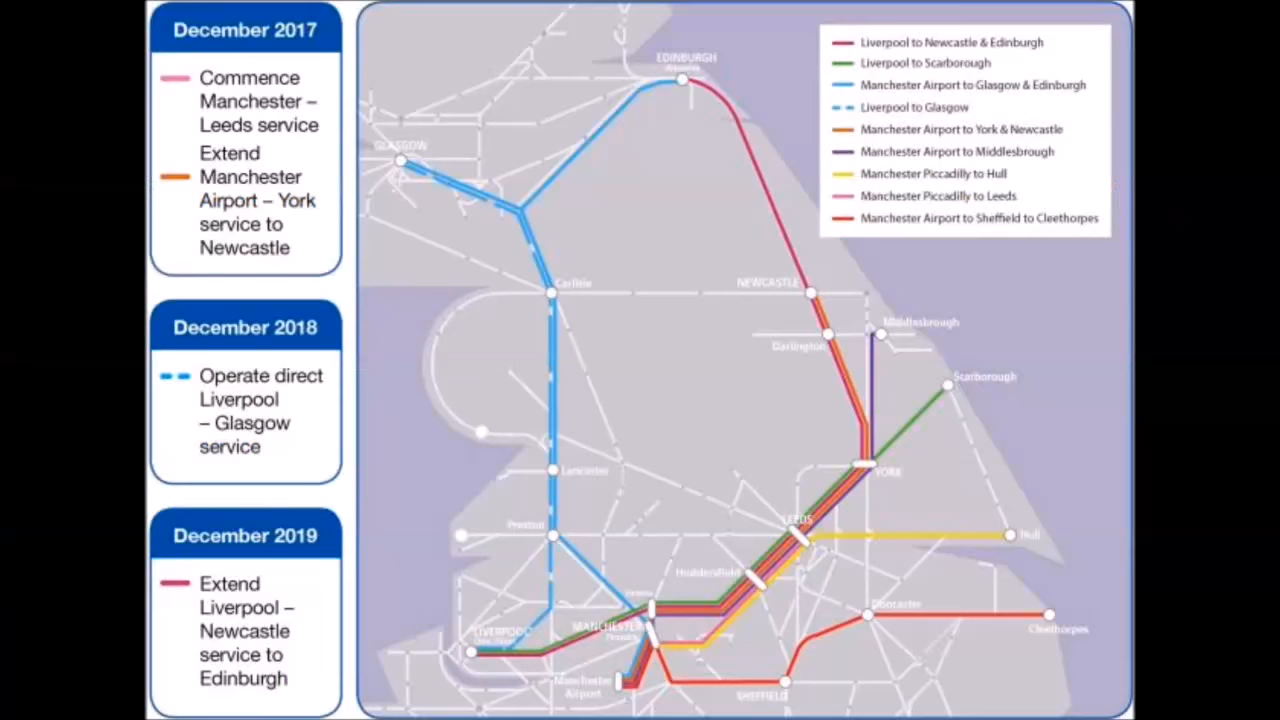 December 2017
Commence
Manchester –
Leeds service
Extend
Manchester
Airport – York
service to
Newcastle
December 2018
Operate direct
Liverpool
– Glasgow
service
December 2019
Extend
Liverpool –
Newcastle
service to
Edinburgh
Liverpool to Newcastle & Edinburgh
Liverpool to Scarborough
Manchester Airport to Glasgow & Edinburgh
Liverpool to Glasgow
Manchester Airport to York & Newcastle
Manchester Airport to Middlesbrough
Manchester Piccadilly to Hull
Manchester Piccadilly to Leeds
Manchester Airport to Sheffield to Cleethorpes
EDINBURGH
GLASGOW
Carlisle
NEWCASTLE
Middlesbrough
Darlington
Scarborough
Lancaster
YORK
Preston
LEEDS
Hull
Huddersfield
Doncaster
MANCHESTER
LIVERPOOL
Cleethorpes
Manchester
Airport
SHEFFIELD